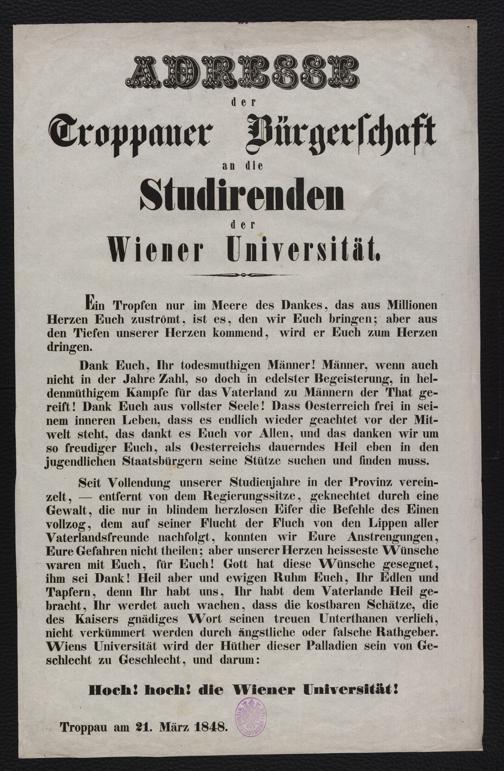 ADRESSE
der
Troppauer Bürgerschaft
an die
Studirenden
der
Wiener Universität.
Ein Tropfen nur im Meere des Dankes, das aus Millionen
Herzen Euch zuströmt, ist es, den wir Euch bringen; aber aus
den Tiefen unserer Herzen kommend, wird er Euch zum Herzen
dringen.
Dank Euch, Ihr todesmuthigen Männer! Männer, wenn auch
nicht in der Jahre Zahl, so doch in edelster Begeisterung, in hel-
denmüthigem Kampfe für das Vaterland zu Männern der That ge-
reift! Dank Euch aus vollster Seele! Dass Oesterreich frei in sei-
nem inneren Leben, dass es endlich wieder geachtet vor der Mit-
welt steht, das dankt es Euch vor Allen, und das danken wir um
so freudiger Euch, als Oesterreichs dauerndes Heil eben in den
jugendlichen Staatsbürgern seine Stütze suchen und finden muss.
Seit Vollendung unserer Studienjahre in der Provinz verein-
zelt, — entfernt von dem Regierungssitze, geknechtet durch eine
Gewalt, die nur in blindem herzlosen Eifer die Befehle des Einen
vollzog, dem auf seiner Flucht der Fluch von den Lippen aller
Vaterlandsfreunde nachfolgt, konnten wir Eure Anstrengungen,
Eure Gefahren nicht theilen; aber unserer Herzen heisseste Wünsche
waren mit Euch, für Euch! Gott hat diese Wünsche gesegnet,
ihm sei Dank! Heil aber und ewigen Ruhm Euch, Ihr Edlen und
Tapfern, denn Ihr habt uns, Ihr habt dem Vaterlande Heil ge-
bracht, Ihr werdet auch wachen, dass die kostbaren Schätze, die
des Kaisers gnädiges Wort seinen treuen Unterthanen verlieh,
nicht verkümmert werden durch ängstliche oder falsche Rathgeber.
Wiens Universität wird der Hüther dieser Palladien sein von Ge-
schlecht zu Geschlecht, und darum:
Hoch! hoch! die Wiener Universität!
Troppau am 21. März 1848.